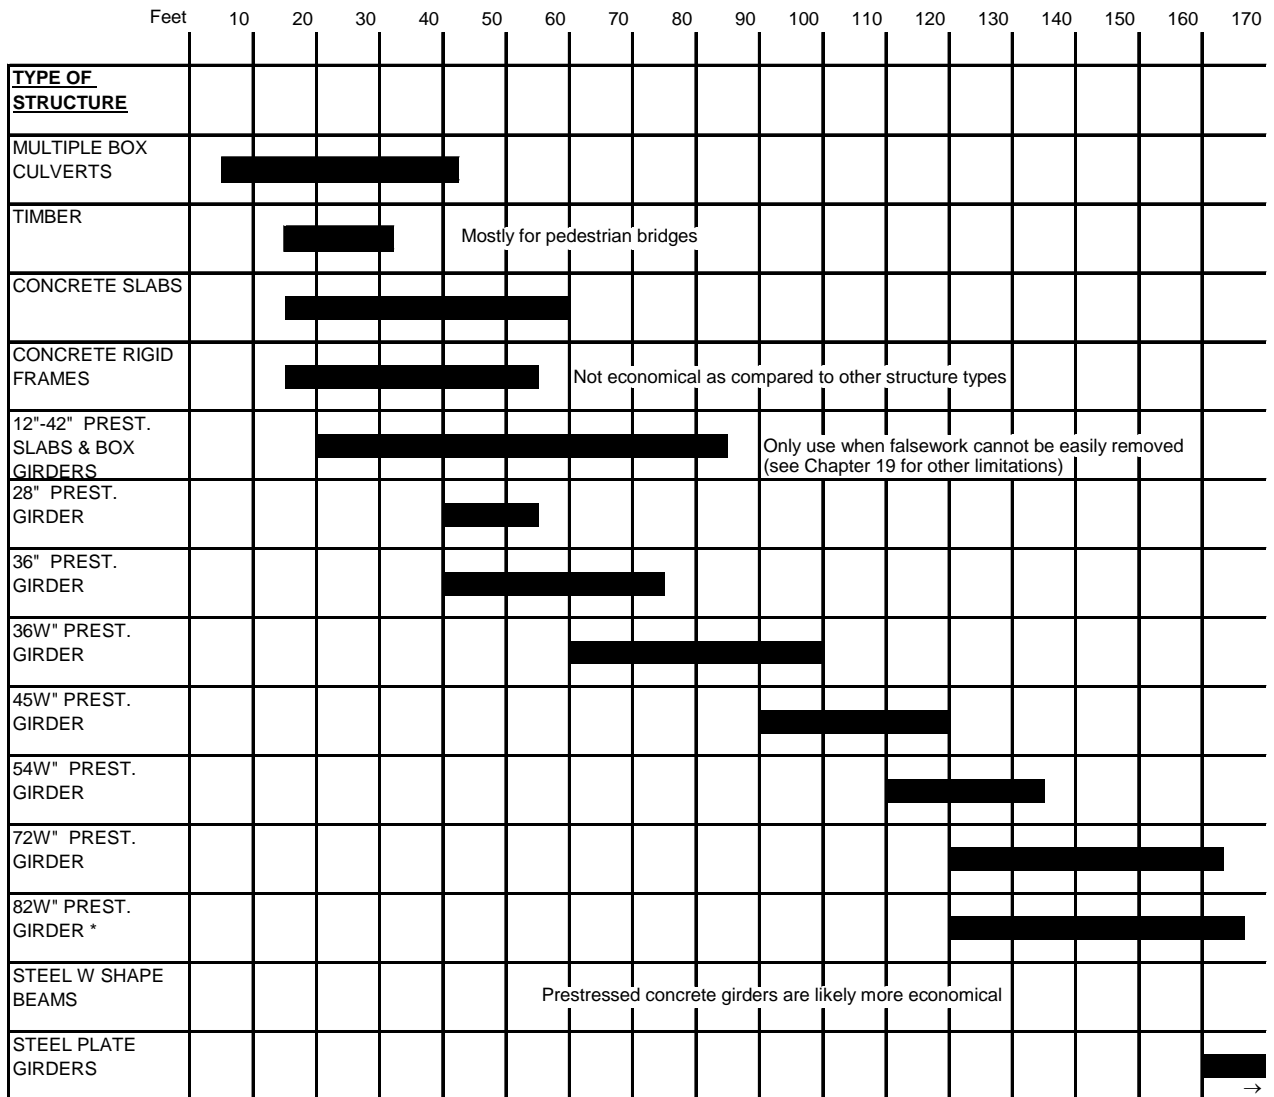 Feet 10 20 30 40 50 60 70 80 90 100 110 120 130 140 150 160 170
TYPE OF
STRUCTURE
MULTIPLE BOX
CULVERTS
TIMBER
Mostly for pedestrian bridges
CONCRETE SLABS
CONCRETE RIGID
FRAMES
Not economical as compared to other structure types
12"-42" PREST.
SLABS & BOX
GIRDERS
Only use when falsework cannot be easily removed
(see Chapter 19 for other limitations)
28" PREST.
GIRDER
36" PREST.
GIRDER
36W" PREST.
GIRDER
45W" PREST.
GIRDER
54W" PREST.
GIRDER
72W" PREST.
GIRDER
82W" PREST.
GIRDER *
STEEL W SHAPE
BEAMS
Prestressed concrete girders are likely more economical
STEEL PLATE
GIRDERS
→